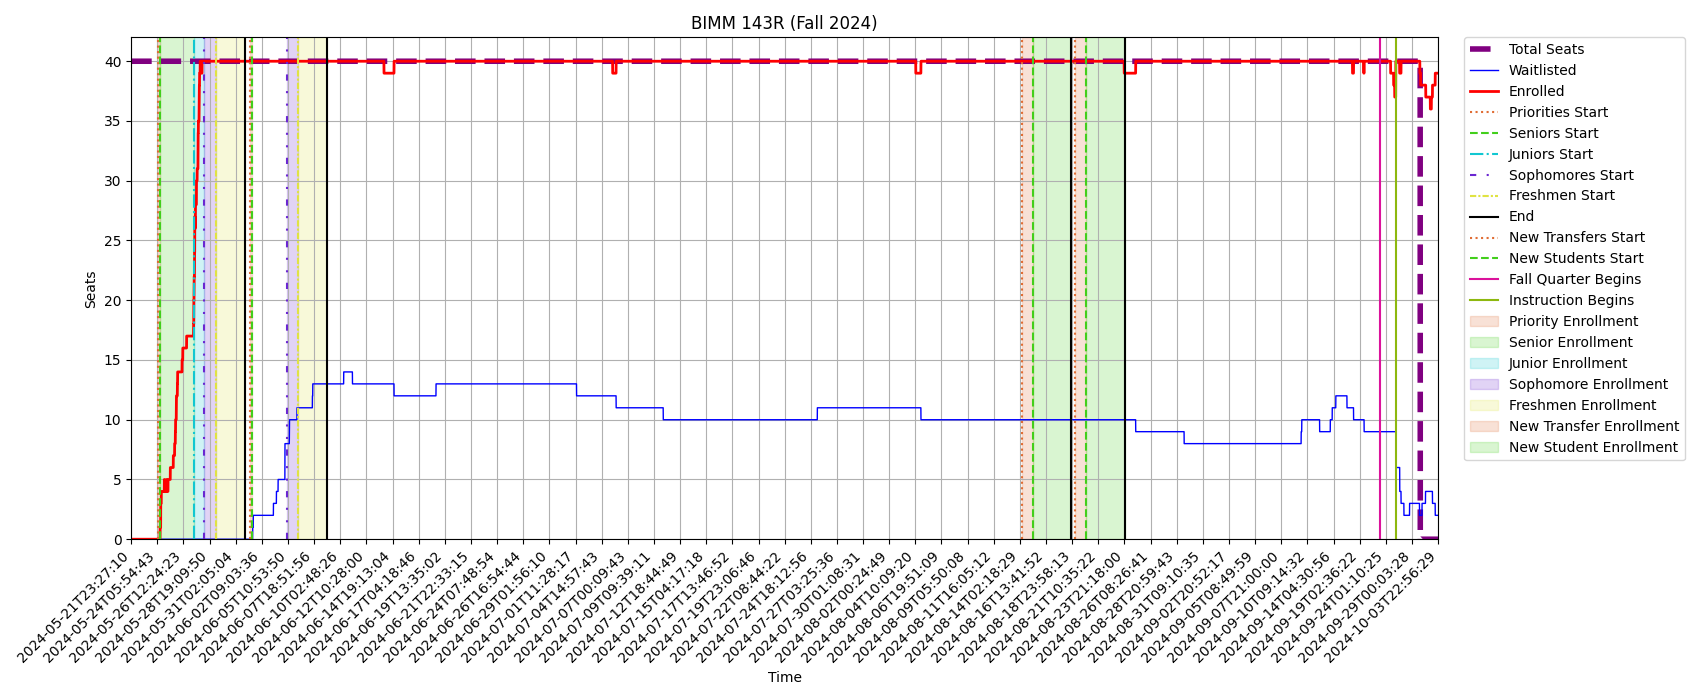 BIMM 143R (Fall 2024)
Seats
40
35
30
25
20
15
10
5
0
2024-05-21T23:27:10
2024-05-24T05:54:43
2024-05-26T12:24:23
2024-05-28T19:09:50
2024-05-31T02:05:04
2024-06-02T09:03:36
2024-06-05T10:53:50
2024-06-07T18:51:56
2024-06-10T02:48:26
2024-06-12T10:28:00
2024-06-14T19:13:04
2024-06-17T04:18:46
2024-06-19T13:35:02
2024-06-21T22:33:15
2024-06-24T07:48:54
2024-06-26T16:54:44
2024-06-29T01:56:10
2024-07-01T11:28:17
2024-07-04T14:57:43
2024-07-07T00:09:43
2024-07-09T09:39:11
2024-07-12T18:44:49
2024-07-15T04:17:18
2024-07-17T13:46:52
2024-07-19T23:06:46
2024-07-22T08:44:22
2024-07-24T18:12:56
2024-07-27T03:25:36
2024-07-30T01:08:31
2024-08-02T01:00:24:49
2024-08-04T10:09:20
2024-08-06T19:51:09
2024-08-09T05:50:08
2024-08-11T16:05:12
2024-08-14T02:18:29
2024-08-16T13:41:52
2024-08-18T23:58:13
2024-08-21T10:35:22
2024-08-23T21:18:00
2024-08-26T08:26:41
2024-08-28T20:59:43
2024-08-31T09:10:35
2024-09-02T20:52:17
2024-09-05T08:49:59
2024-09-07T21:00:00
2024-09-10T09:14:32
2024-09-14T04:30:56
2024-09-19T02:36:22
2024-09-24T01:10:25
2024-09-29T00:03:28
2024-10-03T22:56:29
Time
Total Seats
Waitlisted
Enrolled
Priorities Start
Seniors Start
Juniors Start
Sophomores Start
Freshmen Start
End
New Transfers Start
New Students Start
Fall Quarter Begins
Instruction Begins
Priority Enrollment
Senior Enrollment
Junior Enrollment
Sophomore Enrollment
Freshmen Enrollment
New Transfer Enrollment
New Student Enrollment